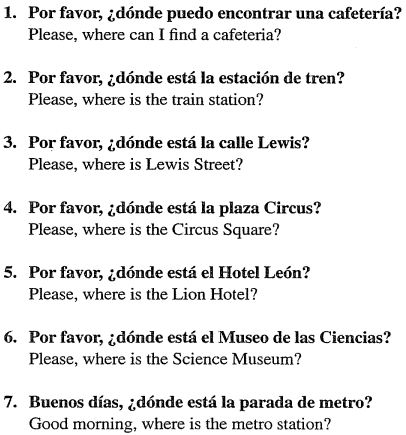 1. Por favor, ¿dónde puedo encontrar una cafetería?
Please, where can I find a cafeteria?
2. Por favor, ¿dónde está la estación de tren?
Please, where is the train station?
3. Por favor, ¿dónde está la calle Lewis?
Please, where is Lewis Street?
4. Por favor, ¿dónde está la plaza Circus?
Please, where is the Circus Square?
5. Por favor, ¿dónde está el Hotel León?
Please, where is the Lion Hotel?
6. Por favor, ¿dónde está el Museo de las Ciencias?
Please, where is the Science Museum?
7. Buenos días, ¿dónde está la parada de metro?
Good morning, where is the metro station?